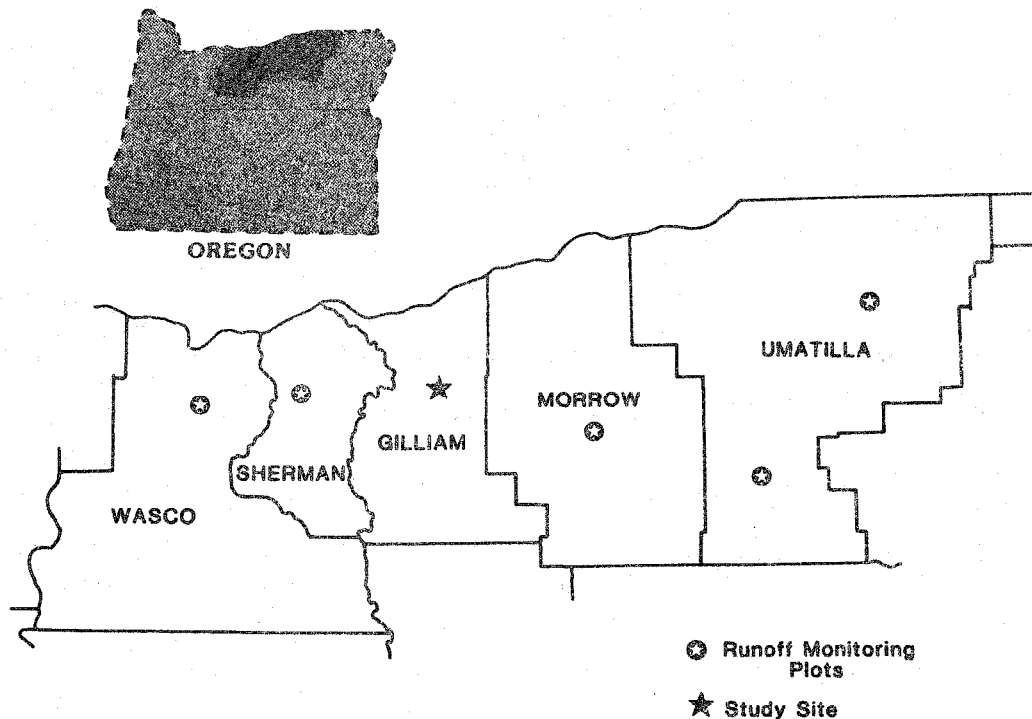 OREGON
UMATILLA
MORROW
GILLIAM
SHERMAN
WASCO
Runoff Monitoring
Plots
Study Site